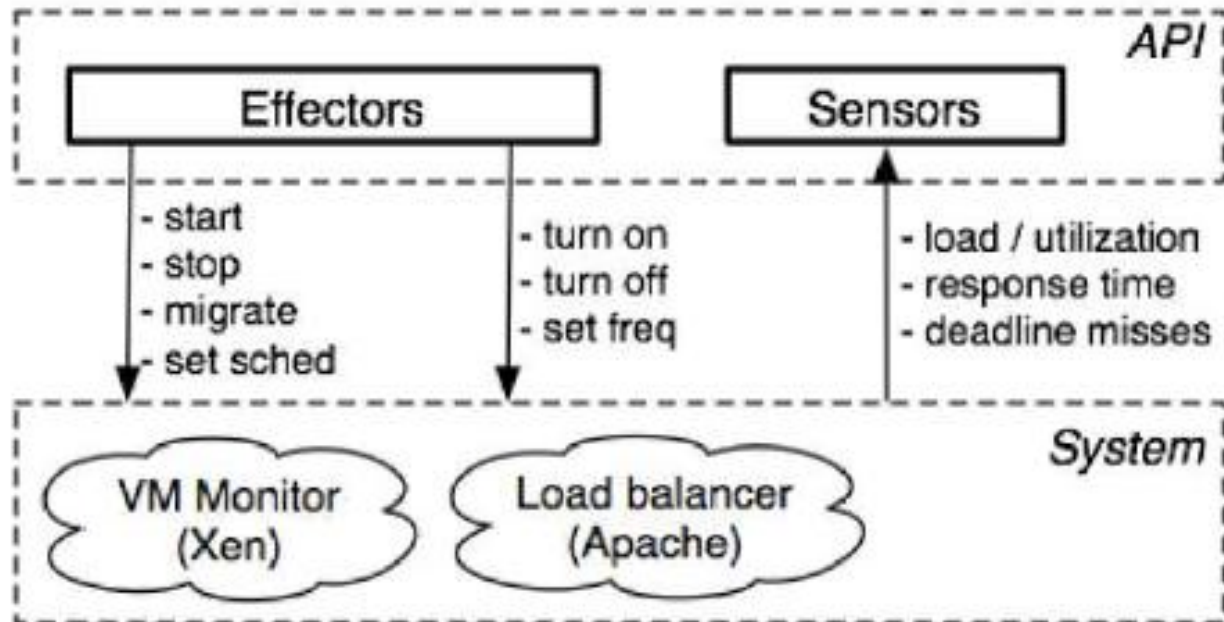 API
Effectors
Sensors
- start
- stop
- migrate
- set sched
- turn on
- turn off
- set freq
- load / utilization
- response time
- deadline misses
System
VM Monitor
(Xen)
Load balancer
(Apache)